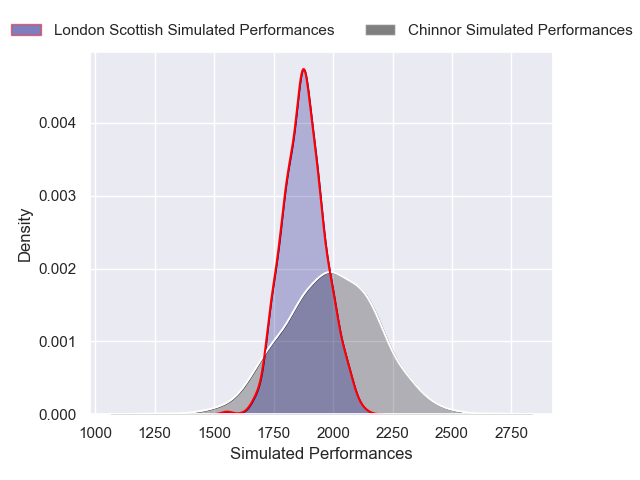 London Scottish Simulated Performances
Chinnor Simulated Performances
Density
0.004
0.003
0.002
0.001
0.000
1000 1250 1500 1750 2000 2250 2500 2750
Simulated Performances